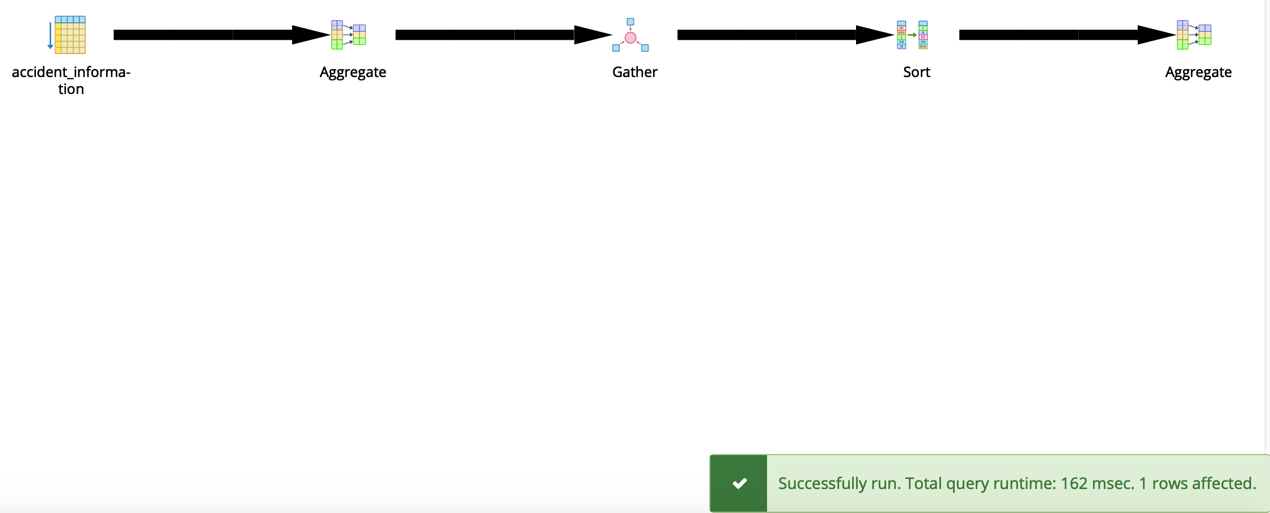 accident_informa-
tion
Aggregate
Gather
Sort
Aggregate
Successfully run. Total query runtime: 162 msec. 1 rows affected.